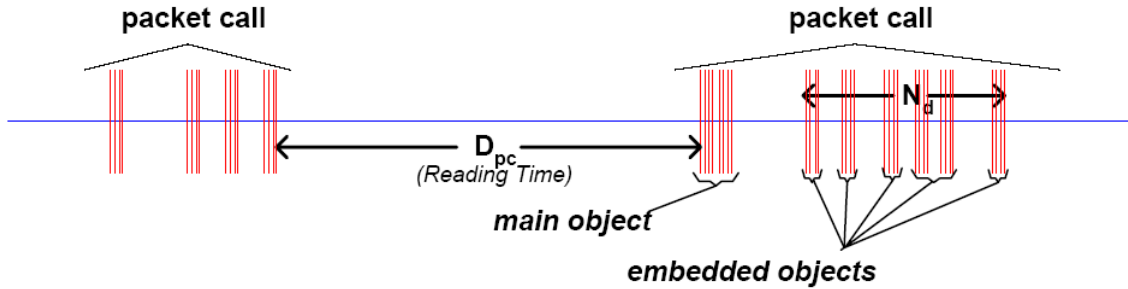 packet call
packet call
N_d
D_pc
(Reading Time)
main object
embedded objects